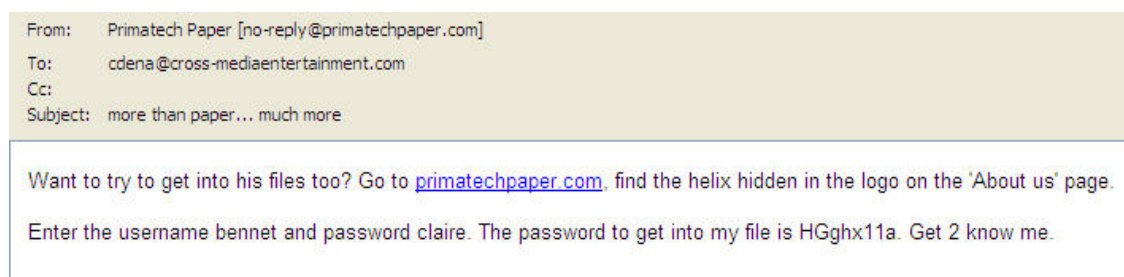 From: Primatech Paper [no-reply@primatechpaper.com]
To: cdena@cross-mediaentertainment.com
Cc:
Subject: more than paper... much more
Want to try to get into his files too? Go to primatechpaper.com, find the helix hidden in the logo on the 'About us' page.
Enter the username bennet and password claire. The password to get into my file is HGghx11a. Get 2 know me.